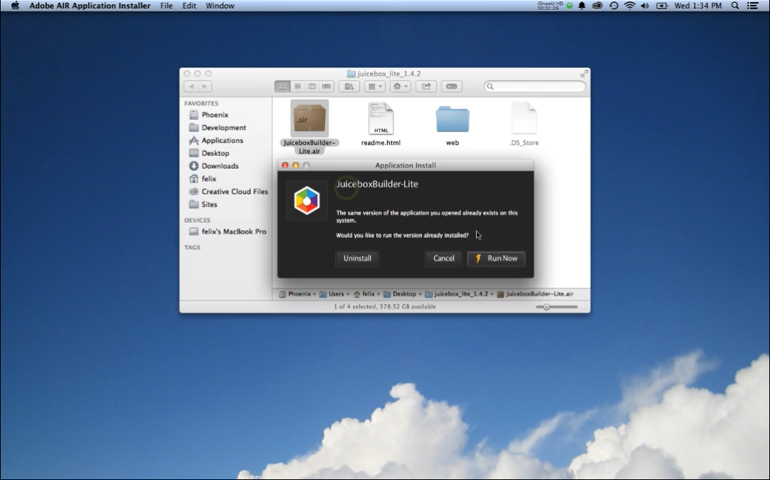 Adobe AIR Application Installer File Edit Window
Wed 1:34 PM
juicebox_lite_1.4.2
FAVORITES
Phoenix
Development
Applications
Desktop
Downloads
felix
Creative Cloud Files
Sites
DEVICES
felix's MacBook Pro
TAGS
.air
HTML
JuiceboxBuilder-
Lite.air
readme.html
web
.DS_Store
Application Install
JuiceboxBuilder-Lite
The same version of the application you opened already exists on this
system.
Would you like to run the version already installed?
Uninstall
Cancel
Run Now
Phoenix Users felix Desktop juicebox_lite_1.4.2 JuiceboxBuilder-Lite.air
1 of 4 selected, 378.52 GB available